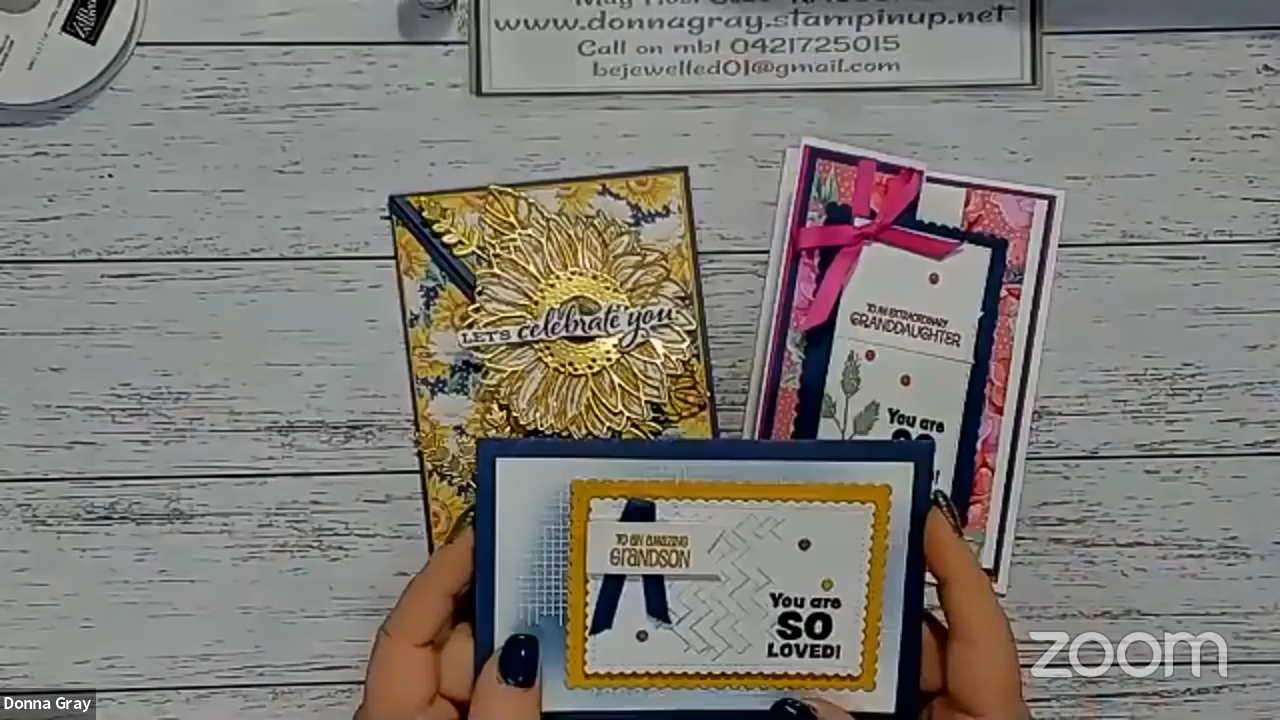 www.donnagray.stampinup.net
Call on mbl 0421725015
bejewelled01@gmail.com
LET'S celebrate you
TO AN EXTRAORDINARY
GRANDDAUGHTER
You are
SO
TO AN AMAZING
GRANDSON
You are
SO
LOVED!
zoom
Donna Gray